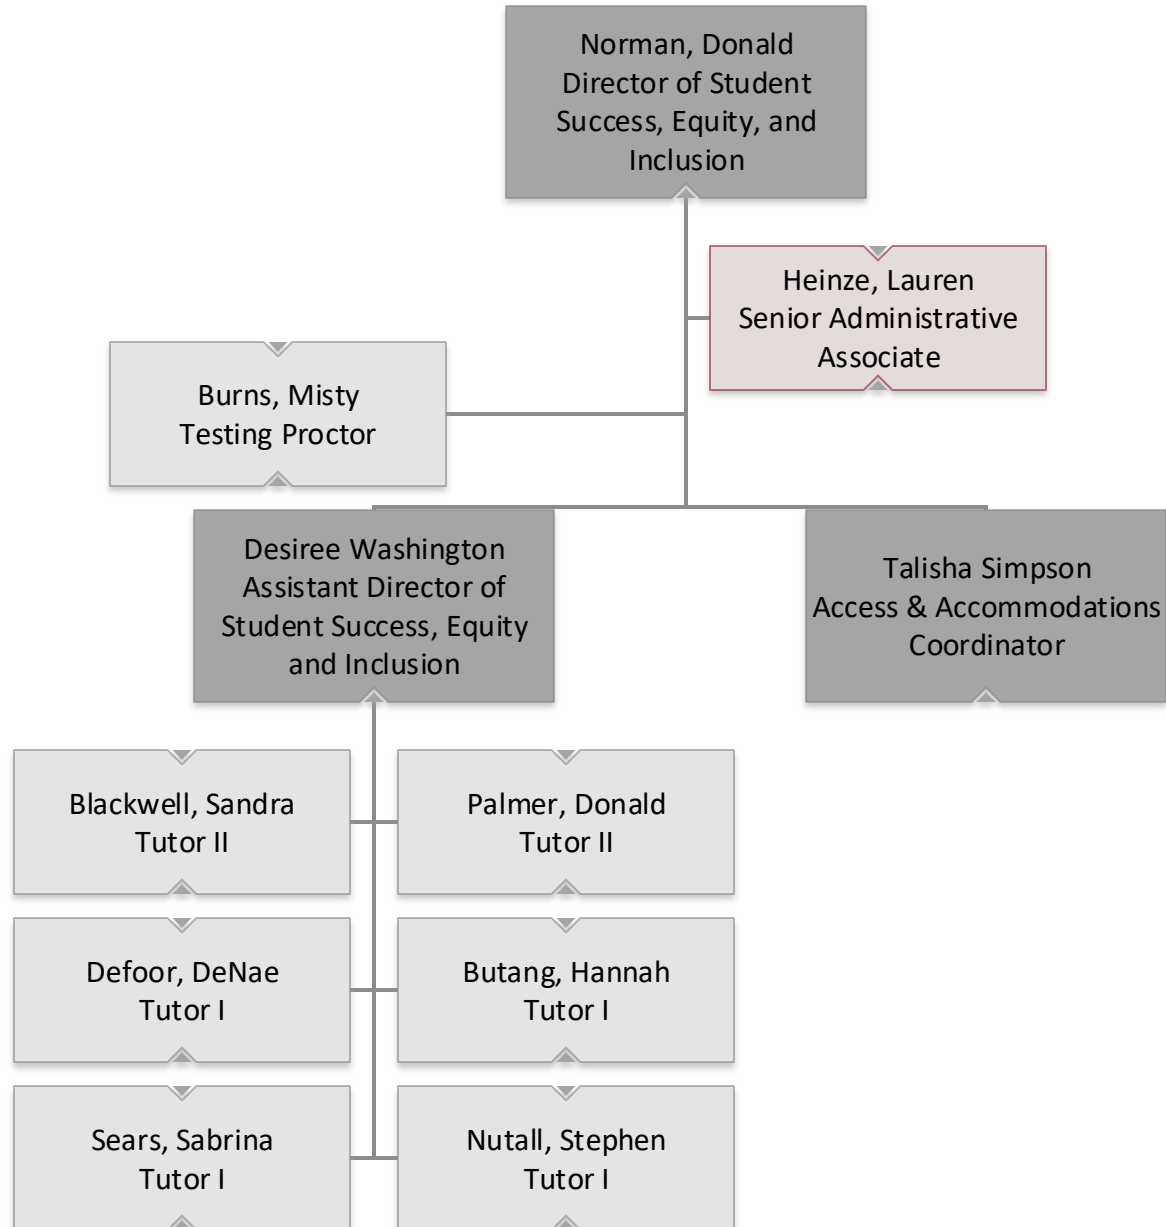 Norman, Donald
Director of Student
Success, Equity, and
Inclusion
Heinze, Lauren
Senior Administrative
Associate
Burns, Misty
Testing Proctor
Desiree Washington
Assistant Director of
Student Success, Equity
and Inclusion
Talisha Simpson
Access & Accommodations
Coordinator
Blackwell, Sandra
Tutor II
Palmer, Donald
Tutor II
Defoor, DeNae
Tutor I
Butang, Hannah
Tutor I
Sears, Sabrina
Tutor I
Nutall, Stephen
Tutor I